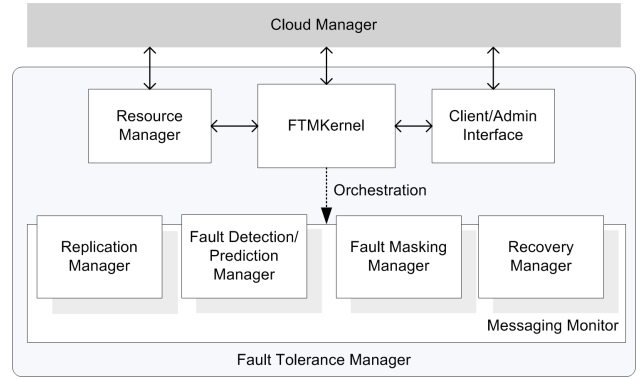 Cloud Manager
Resource
Manager
FTMKernel
Client/Admin
Interface
Orchestration
Replication
Manager
Fault Detection/
Prediction
Manager
Fault Masking
Manager
Recovery
Manager
Messaging Monitor
Fault Tolerance Manager